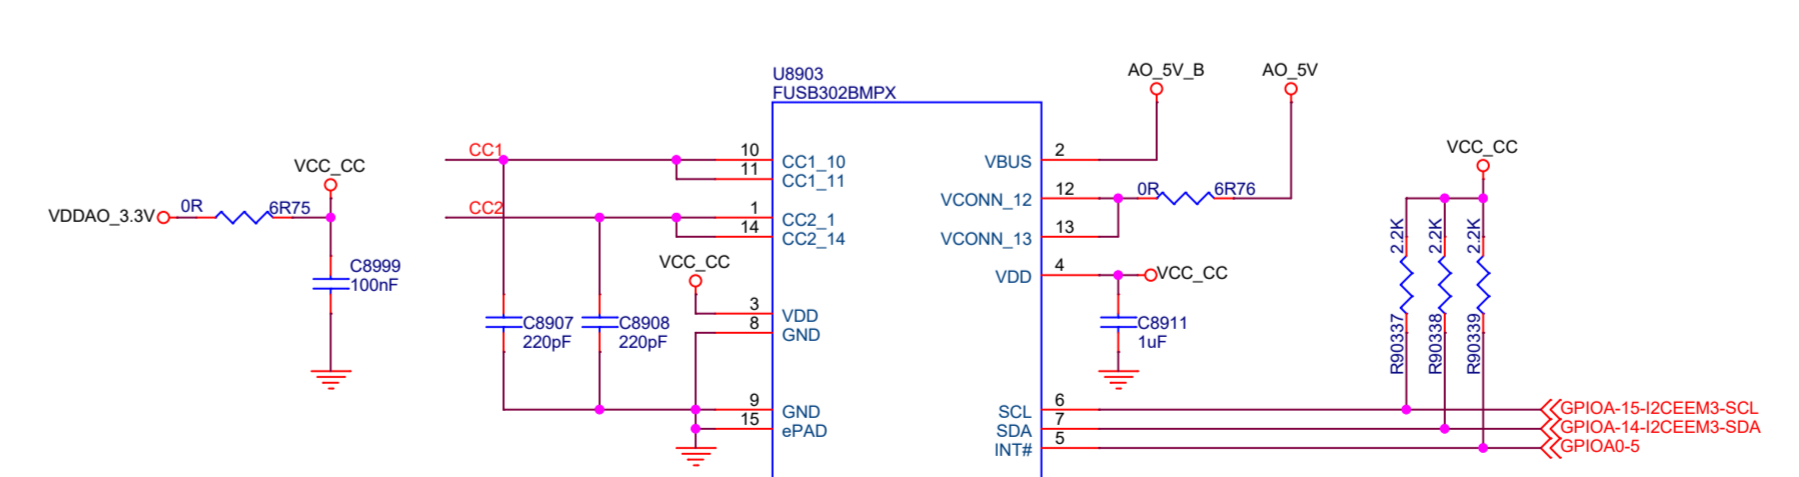 U8903
FUSB302BMPX
AO_5V_B
AO_5V
VCC_CC
VDDAO_3.3V
0R
6R75
C8999
100nF
CC1
CC2
10
11
1
14
CC1_10
CC1_11
CC2_1
CC2_14
VCC_CC
3
8
VDD
GND
C8907
220pF
C8908
220pF
9
15
GND
ePAD
VBUS
2
VCONN_12
12
0R
6R76
VCONN_13
13
VDD
4
VCC_CC
C8911
1uF
VCC_CC
2.2K
2.2K
2.2K
R90337
R90338
R90339
SCL
6
GPIOA-15-I2CEEM3-SCL
SDA
7
GPIOA-14-I2CEEM3-SDA
INT#
5
GPIOA0-5